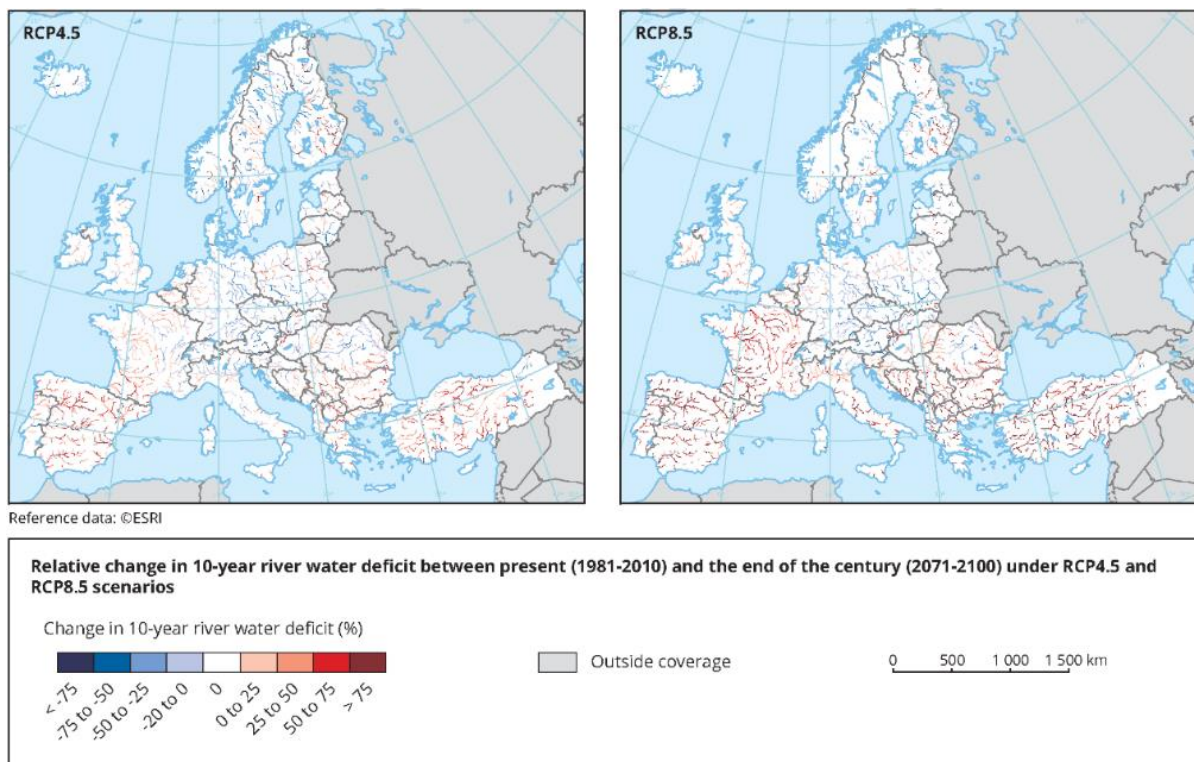 RCP4.5
RCP8.5
Reference data: ©ESRI
Relative change in 10-year river water deficit between present (1981-2010) and the end of the century (2071-2100) under RCP4.5 and
RCP8.5 scenarios
Change in 10-year river water deficit (%)
< -75
-75 to -50
-50 to -25
-20 to 0
0
0 to 25
25 to 50
50 to 75
> 75
Outside coverage
0 500 1 000 1 500 km